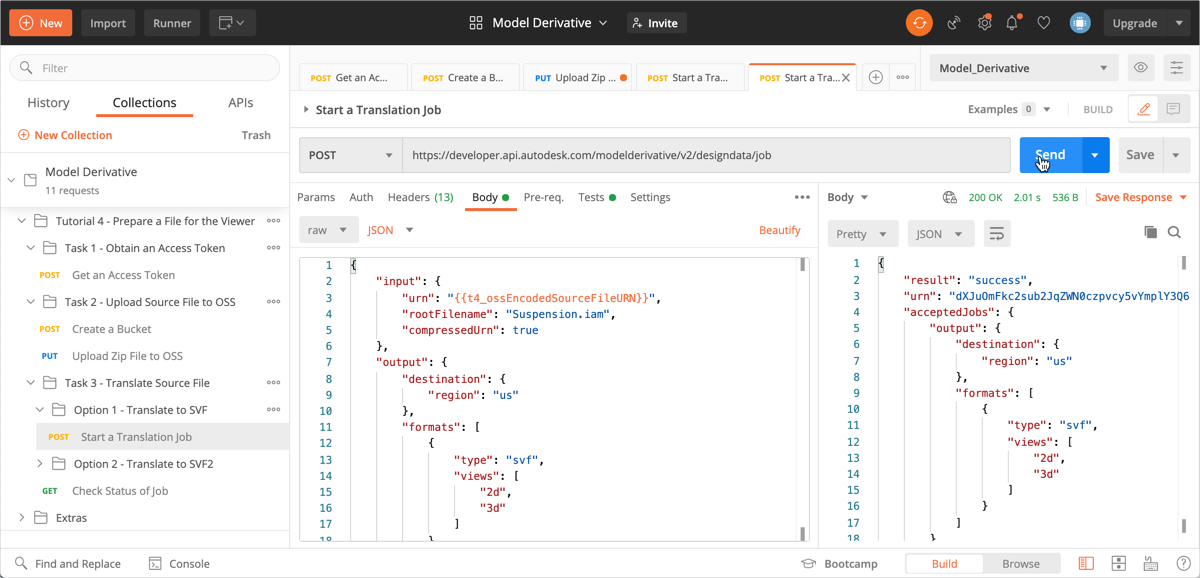 New
Import
Runner
Model Derivative
Invite
Upgrade
Filter
History
Collections
APIs
New Collection
Trash
Model Derivative
11 requests
Tutorial 4 - Prepare a File for the Viewer
Task 1 - Obtain an Access Token
POST Get an Access Token
Task 2 - Upload Source File to OSS
POST Create a Bucket
PUT Upload Zip File to OSS
Task 3 - Translate Source File
Option 1 - Translate to SVF
POST Start a Translation Job
Option 2 - Translate to SVF2
GET Check Status of Job
Extras
POST Get an Ac...
POST Create a B...
PUT Upload Zip ...
POST Start a Tra...
POST Start a Tra...
Model_Derivative
Start a Translation Job
Examples 0
BUILD
POST
https://developer.api.autodesk.com/modelderivative/v2/designdata/job
Send
Save
Params
Auth
Headers (13)
Body
Pre-req.
Tests
Settings
raw
JSON
Beautify
1 {
2 "input": {
3 "urn": "{{t4_ossEncodedSourceFileURN}}",
4 "rootFilename": "Suspension.iam",
5 "compressedUrn": true
6 },
7 "output": {
8 "destination": {
9 "region": "us"
10 },
11 "formats": [
12 {
13 "type": "svf",
14 "views": [
15 "2d",
16 "3d"
17 ]
18 }
Body
200 OK
2.01 s
536 B
Save Response
Pretty
JSON
1 {
2 "result": "success",
3 "urn": "dXJuOmFkc2sub2JqZWN0czpvcy5vYmplY3Q6
4 "acceptedJobs": {
5 "output": {
6 "destination": {
7 "region": "us"
8 },
9 "formats": [
10 {
11 "type": "svf",
12 "views": [
13 "2d",
14 "3d"
15 ]
16 }
17 ]
18 }
Find and Replace
Console
Bootcamp
Build
Browse